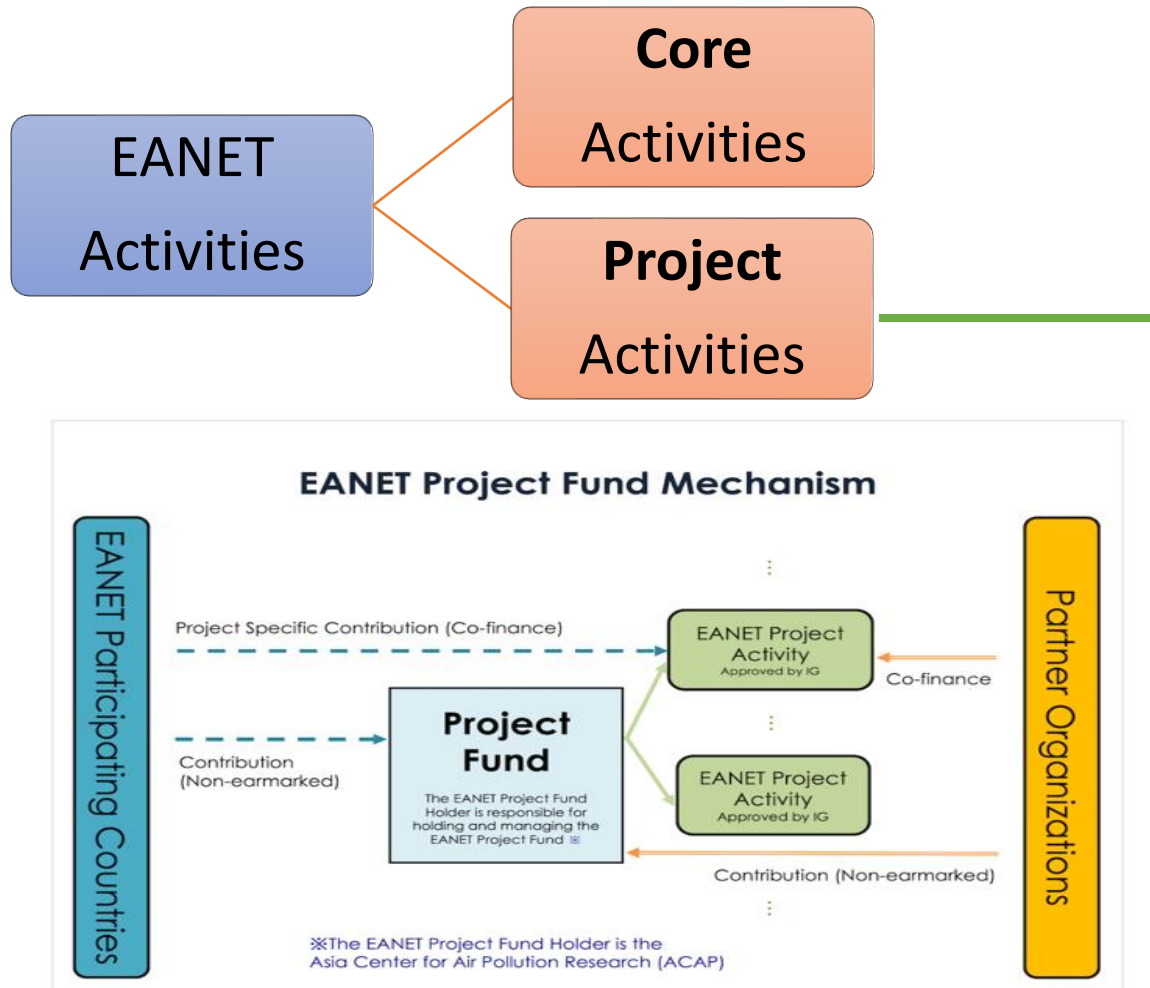 Core
Activities
EANET
Activities
Project
Activities
EANET Project Fund Mechanism
EANET Participating Countries
Project Specific Contribution (Co-finance)
Contribution
(Non-earmarked)
Project
Fund
The EANET Project Fund
Holder is responsible for
holding and managing the
EANET Project Fund ※
EANET Project
Activity
Approved by IG
Co-finance
EANET Project
Activity
Approved by IG
Contribution (Non-earmarked)
Partner Organizations
※The EANET Project Fund Holder is the
Asia Center for Air Pollution Research (ACAP)